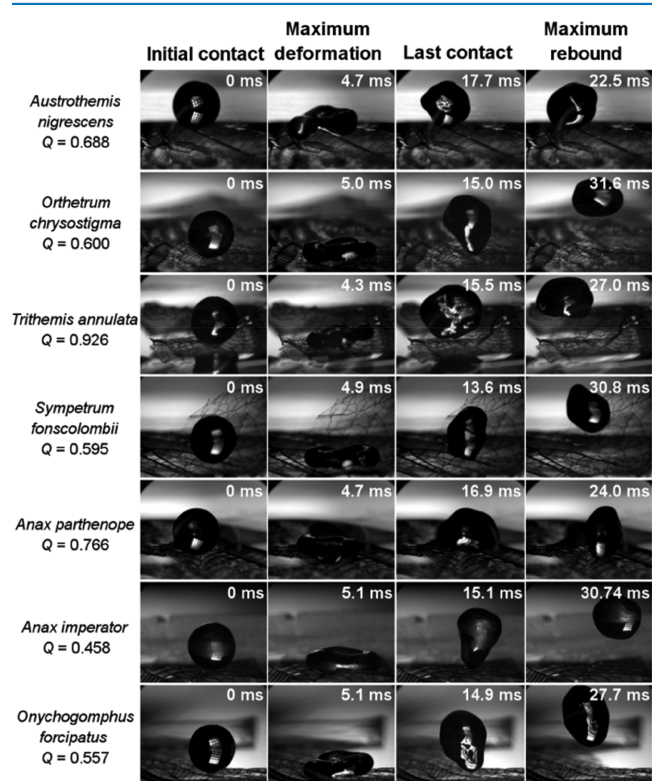 Initial contact
Maximum
deformation
Last contact
Maximum
rebound
Austrothemis
nigrescens
Q = 0.688
0 ms
4.7 ms
17.7 ms
22.5 ms
Orthetrum
chrysostigma
Q = 0.600
0 ms
5.0 ms
15.0 ms
31.6 ms
Trithemis annulata
Q = 0.926
0 ms
4.3 ms
15.5 ms
27.0 ms
Sympetrum
fonscolombii
Q = 0.595
0 ms
4.9 ms
13.6 ms
30.8 ms
Anax parthenope
Q = 0.766
0 ms
4.7 ms
16.9 ms
24.0 ms
Anax imperator
Q = 0.458
0 ms
5.1 ms
15.1 ms
30.74 ms
Onychogomphus
forcipatus
Q = 0.557
0 ms
5.1 ms
14.9 ms
27.7 ms